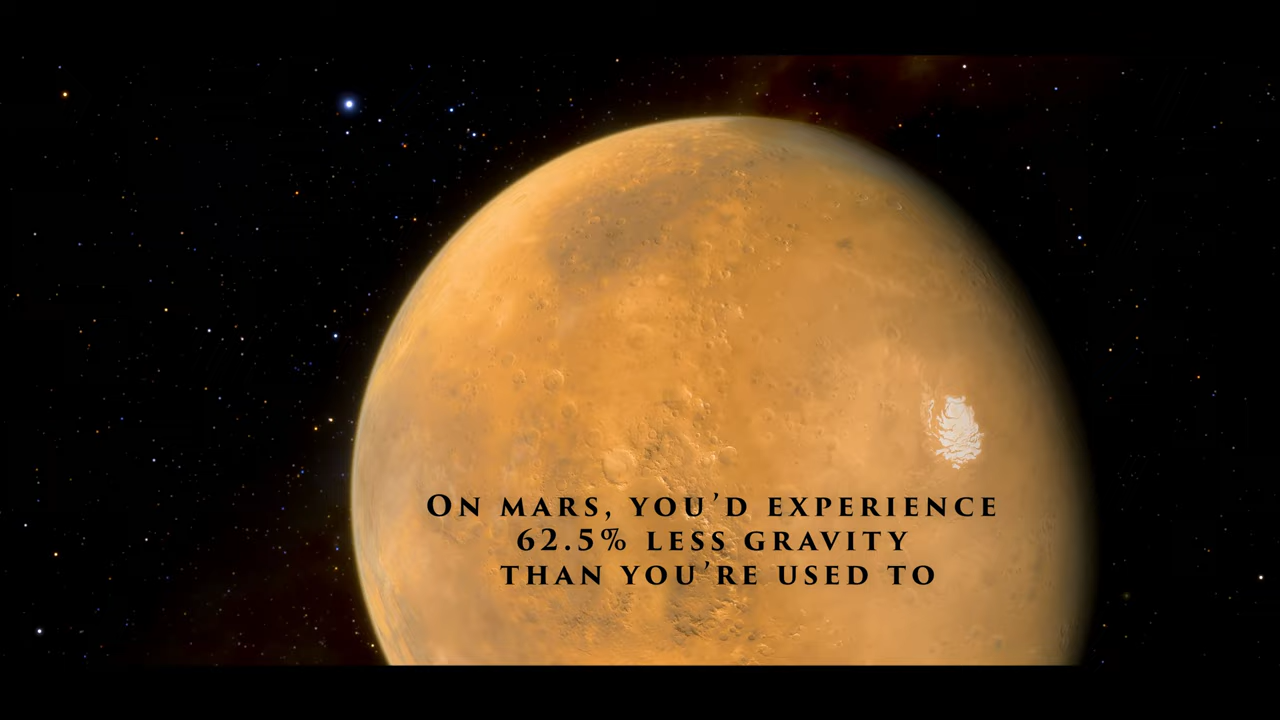 On mars, you’d experience
62.5% less gravity
than you’re used to